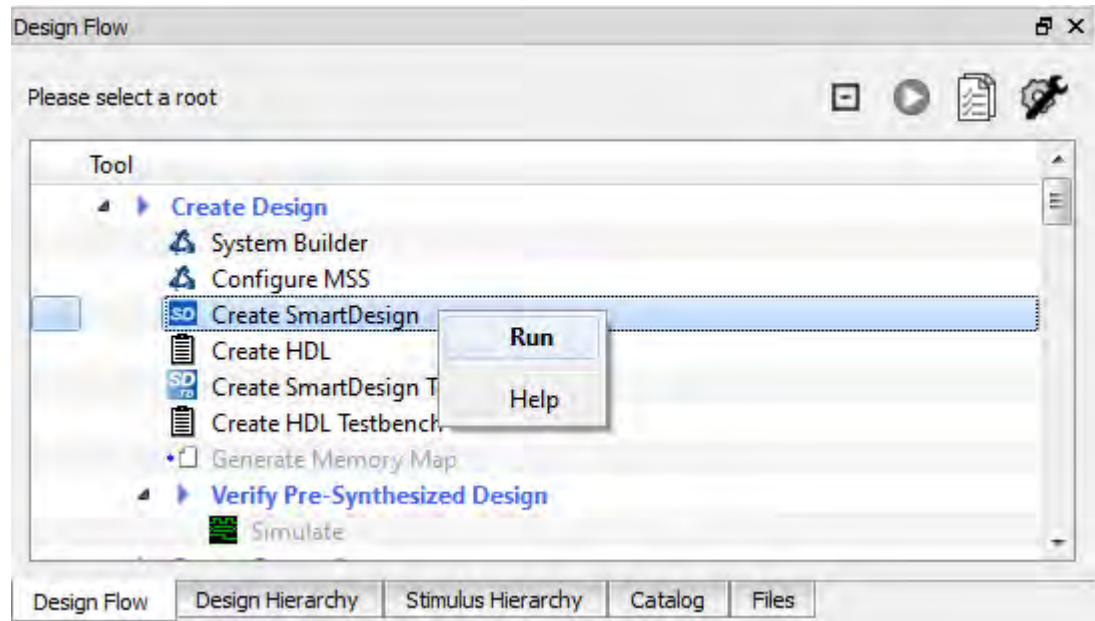 Design Flow
Please select a root
Tool
Create Design
System Builder
Configure MSS
SD Create SmartDesign
Run
Create HDL
SD Create SmartDesign T
Help
Create HDL Testbench
Generate Memory Map
Verify Pre-Synthesized Design
Simulate
Design Flow Design Hierarchy Stimulus Hierarchy Catalog Files